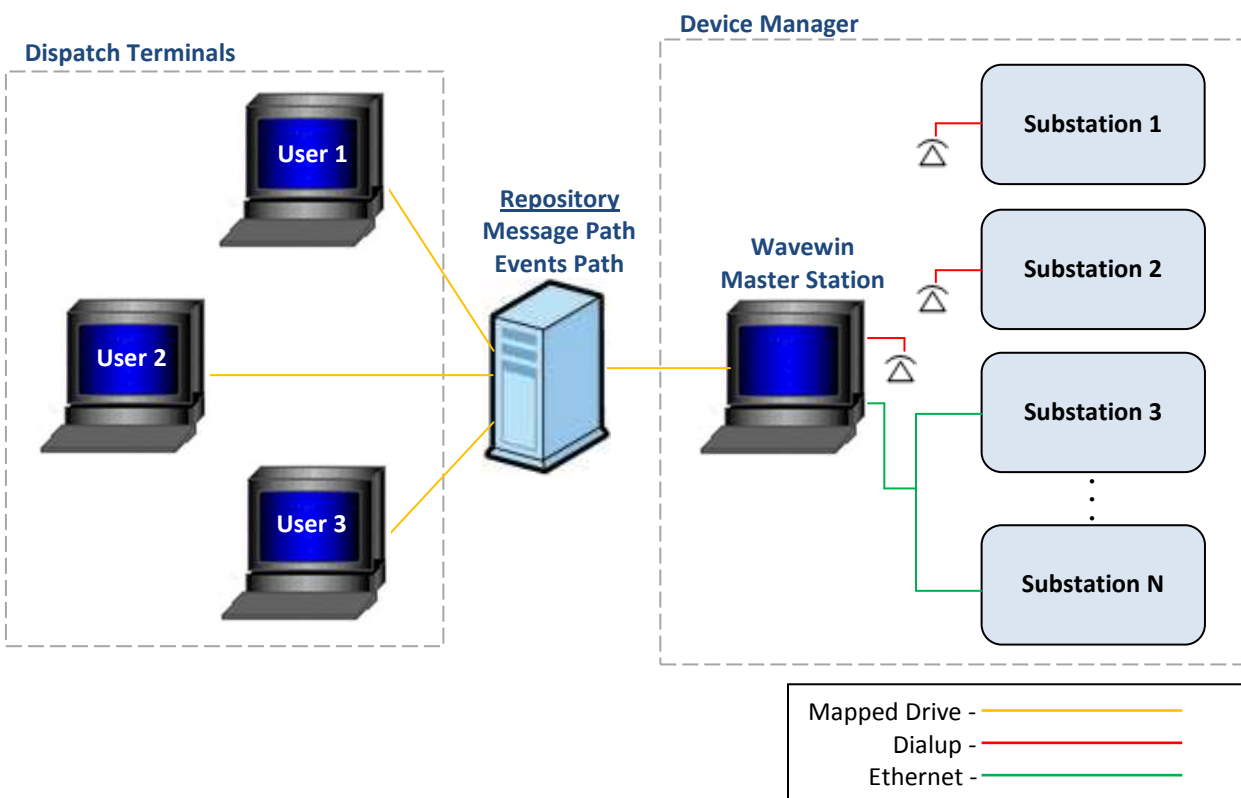 Device Manager
Dispatch Terminals
User 1
User 2
User 3
Repository
Message Path
Events Path
Wavewin
Master Station
Substation 1
Substation 2
Substation 3
Substation N
Mapped Drive -
Dialup -
Ethernet -